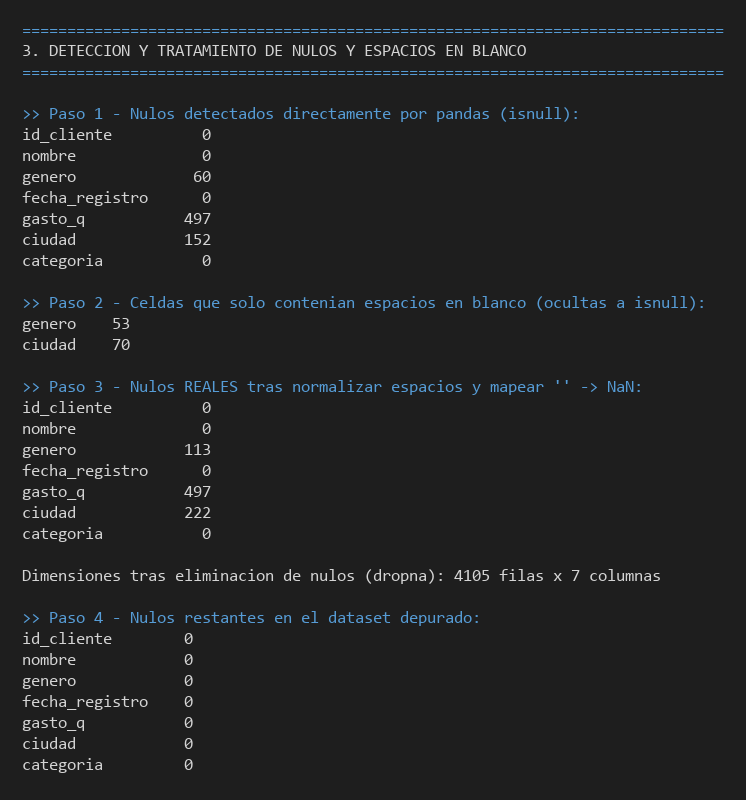 ==============================================================================
3. DETECCION Y TRATAMIENTO DE NULOS Y ESPACIOS EN BLANCO
==============================================================================
>> Paso 1 - Nulos detectados directamente por pandas (isnull):
id_cliente          0
nombre              0
genero             60
fecha_registro      0
gasto_q           497
ciudad            152
categoria           0
>> Paso 2 - Celdas que solo contenian espacios en blanco (ocultas a isnull):
genero    53
ciudad    70
>> Paso 3 - Nulos REALES tras normalizar espacios y mapear '' -> NaN:
id_cliente          0
nombre              0
genero            113
fecha_registro      0
gasto_q           497
ciudad            222
categoria           0
Dimensiones tras eliminacion de nulos (dropna): 4105 filas x 7 columnas
>> Paso 4 - Nulos restantes en el dataset depurado:
id_cliente        0
nombre            0
genero            0
fecha_registro    0
gasto_q           0
ciudad            0
categoria         0